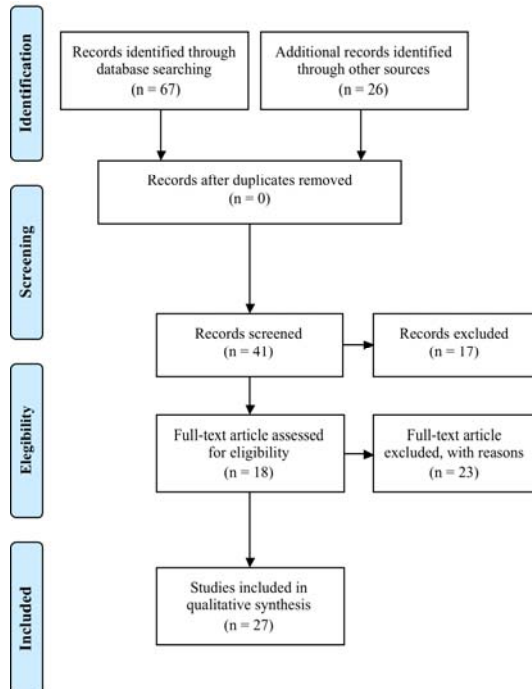 Identification
Records identified through
database searching
(n = 67)
Additional records identified
through other sources
(n = 26)
Records after duplicates removed
(n = 0)
Screening
Records screened
(n = 41)
Records excluded
(n = 17)
Elegibility
Full-text article assessed
for eligibility
(n = 18)
Full-text article
excluded, with reasons
(n = 23)
Included
Studies included in
qualitative synthesis
(n = 27)